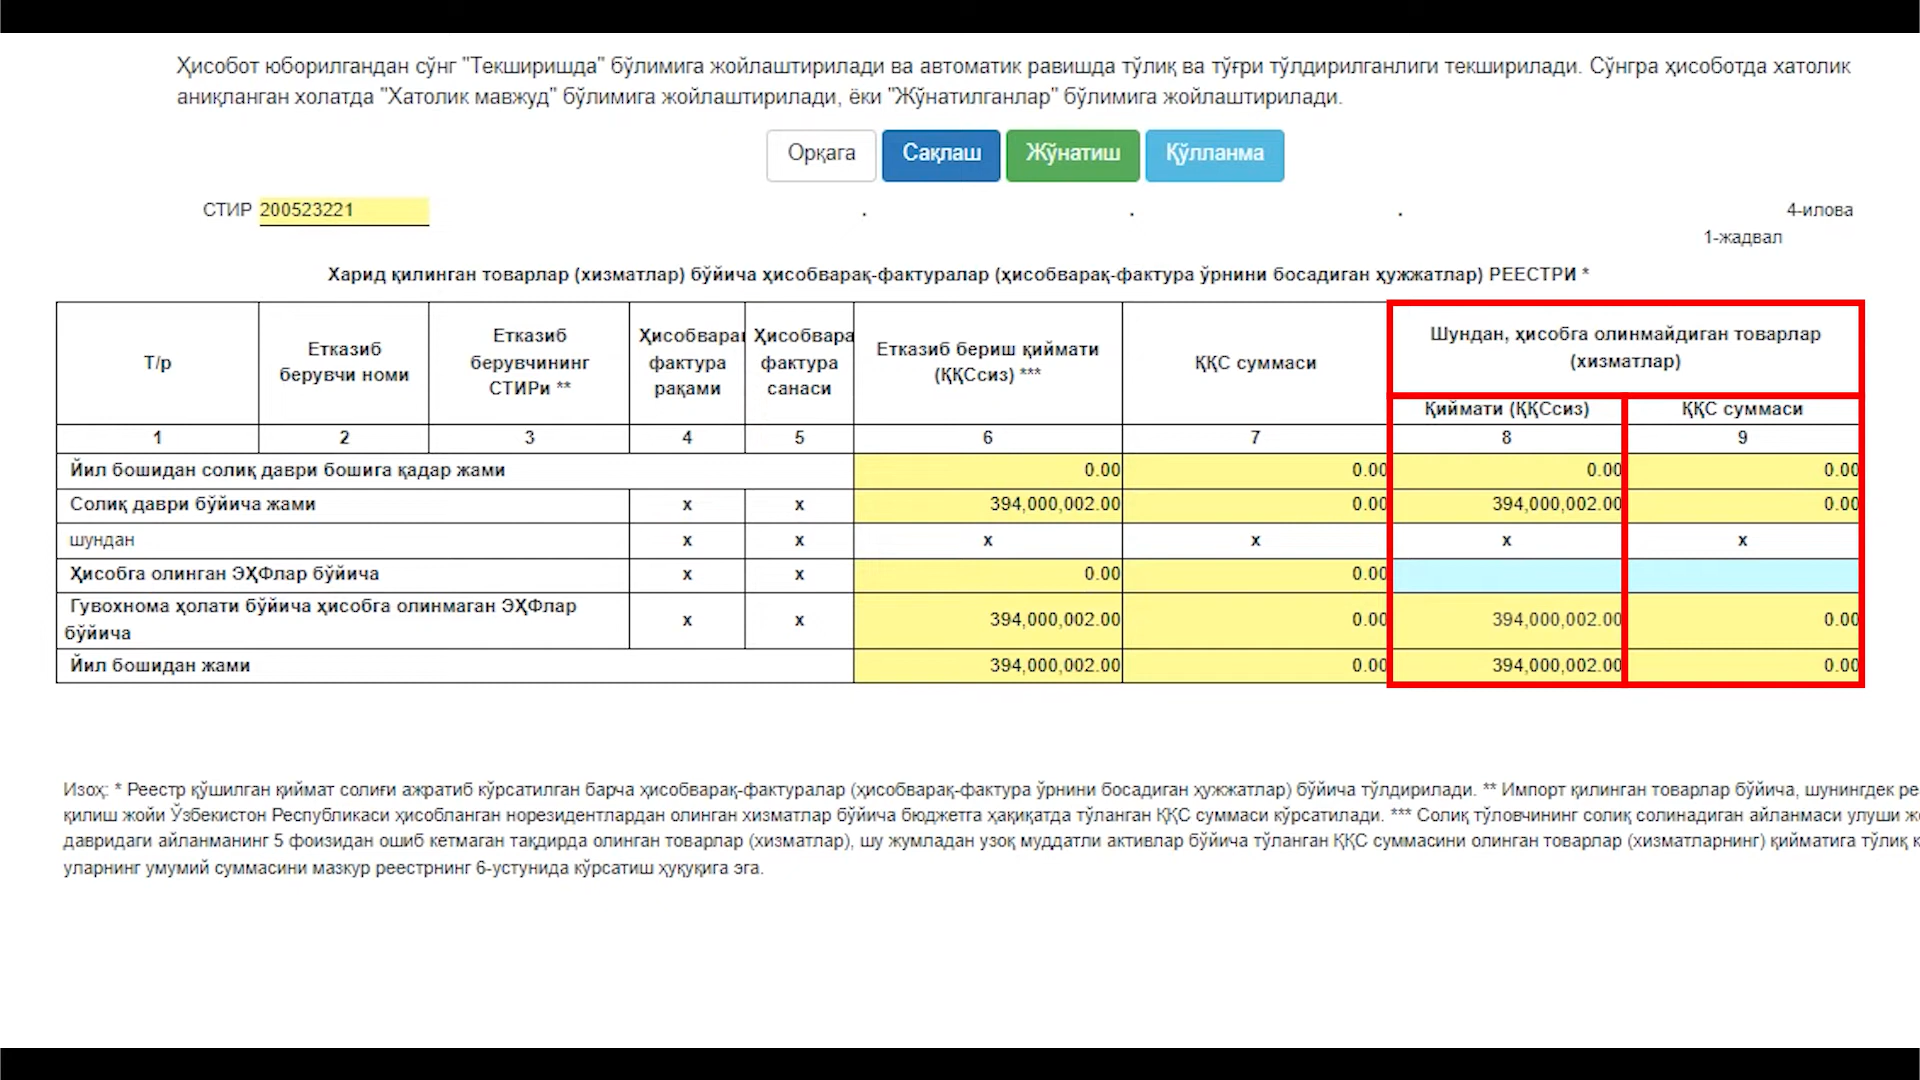 Ҳисобот юборилгандан сўнг "Текширишда" бўлимига жойлаштирилади ва автоматик равишда тўлиқ ва тўғри тўлдирилганлиги текширилади. Сўнгра ҳисоботда хатолик
аниқланган холатда "Хатолик мавжуд" бўлимига жойлаштирилади, ёки "Жўнатилганлар" бўлимига жойлаштирилади.
Орқага Сақлаш Жўнатиш Қўлланма
СТИР 200523221 . . . 4-илова
1-жадвал
Харид қилинган товарлар (хизматлар) бўйича ҳисобварақ-фактуралар (ҳисобварақ-фактура ўрнини босадиган ҳужжатлар) РЕЕСТРИ *
Т/р
Етказиб
берувчи номи
Етказиб
берувчининг
СТИРи **
Ҳисобвара
фактура
рақами
Ҳисобвара
фактура
санаси
Етказиб бериш қиймати
(ҚҚСсиз) ***
ҚҚС суммаси
Шундан, ҳисобга олинмайдиган товарлар
(хизматлар)
Қиймати (ҚҚСсиз) ҚҚС суммаси
1 2 3 4 5 6 7 8 9
Йил бошидан солиқ даври бошига қадар жами 0.00 0.00 0.00 0.00
Солиқ даври бўйича жами х х 394,000,002.00 0.00 394,000,002.00 0.00
шундан х х х х х х
Ҳисобга олинган ЭҲФлар бўйича х х 0.00 0.00
Гувохнома ҳолати бўйича ҳисобга олинмаган ЭҲФлар
бўйича х х 394,000,002.00 0.00 394,000,002.00 0.00
Йил бошидан жами 394,000,002.00 0.00 394,000,002.00 0.00
Изоҳ: * Реестр қўшилган қиймат солиғи ажратиб кўрсатилган барча ҳисобварақ-фактуралар (ҳисобварақ-фактура ўрнини босадиган ҳужжатлар) бўйича тўлдирилади. ** Импорт қилинган товарлар бўйича, шунингдек ре
қилиш жойи Ўзбекистон Республикаси ҳисобланган норезидентлардан олинган хизматлар бўйича бюджетга ҳақиқатда тўланган ҚҚС суммаси кўрсатилади. *** Солиқ тўловчининг солиқ солинадиган айланмаси улуши ж
давридаги айланманинг 5 фоизидан ошиб кетмаган тақдирда олинган товарлар (хизматлар), шу жумладан узоқ муддатли активлар бўйича тўланган ҚҚС суммасини олинган товарлар (хизматларнинг) қийматига тўлиқ
уларнинг умумий суммасини мазкур реестрнинг 6-устунида кўрсатиш ҳуқуқига эга.